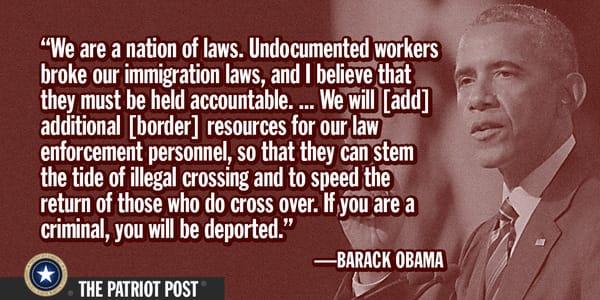 “We are a nation of laws. Undocumented workers
broke our immigration laws, and I believe that
they must be held accountable. ... We will [add]
additional [border] resources for our law
enforcement personnel, so that they can stem
the tide of illegal crossing and to speed the
return of those who do cross over. If you are a
criminal, you will be deported.”
—BARACK OBAMA
THE PATRIOT POST